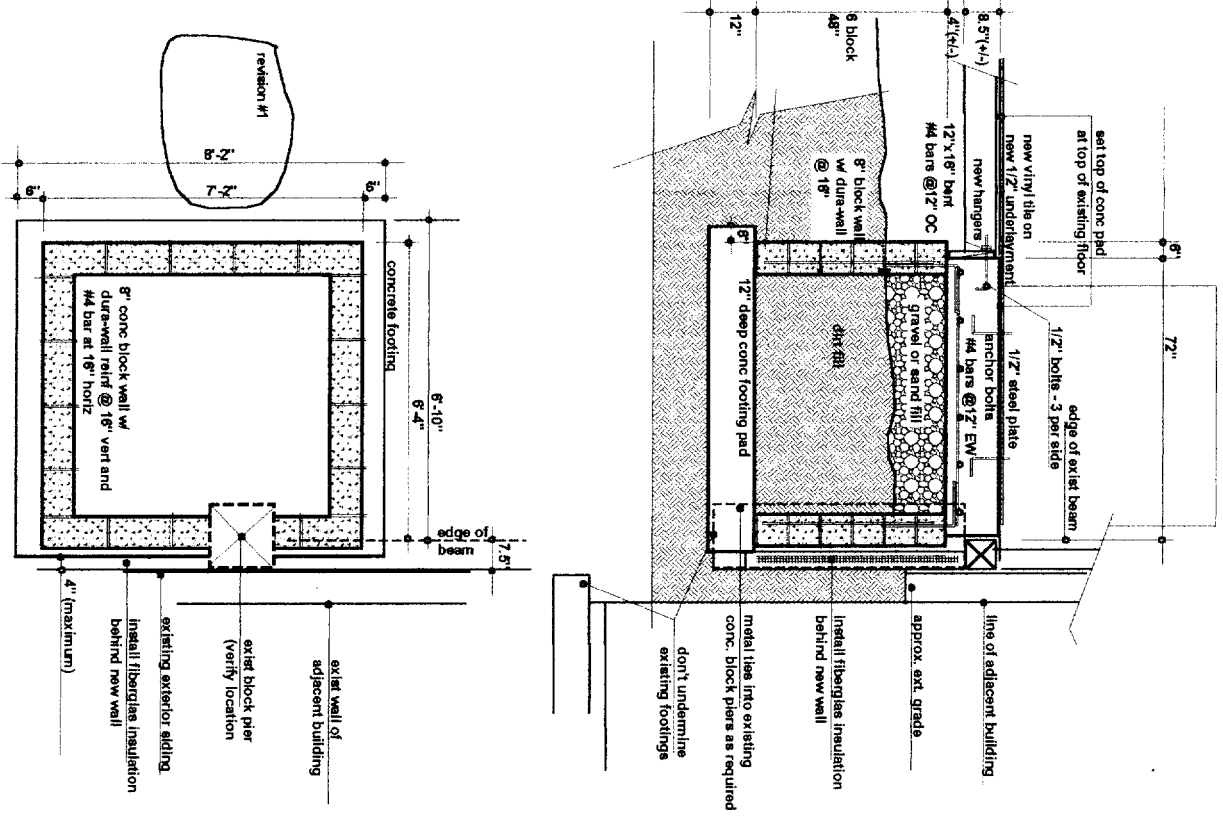 12"
48"
6 block
4"(+/-)
8.5"(+/-)
set top of conc pad
at top of existing floor
new vinyl tile on
new 1/2" underlayment
new hangers
12"x16" bent
#4 bars @12" OC
8" block wall
w/ dura-wall
@ 16"
6"
72"
edge of exist beam
1/2" bolts - 3 per side
1/2" steel plate
anchor bolts
#4 bars @12" EW
gravel or sand fill
dirt fill
12" deep conc footing pad
line of adjacent building
approx. ext. grade
install fiberglas insulation
behind new wall
metal ties into existing
conc. block piers as required
don't undermine
existing footings
revision #1
8'-2"
7'-2"
6"
6"
concrete footing
6'-10"
6'-4"
8" conc block wall w/
dura-wall reinf @ 16" vert and
#4 bar at 16" horiz
edge of
beam
7.5"
4" (maximum)
exist wall of
adjacent building
exist block pier
(verify location)
existing exterior siding
install fiberglas insulation
behind new wall